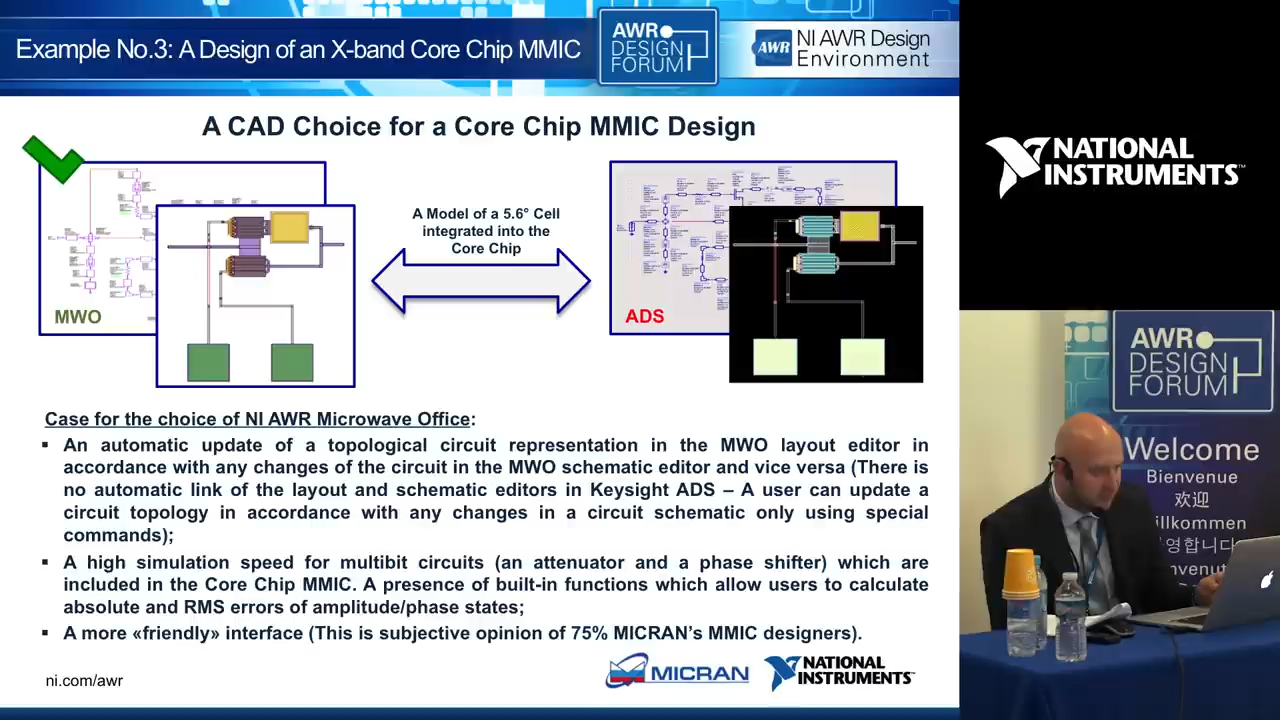 Example No.3: A Design of an X-band Core Chip MMIC
AWR
DESIGN
FORUM
AWR
NI AWR Design
Environment
A CAD Choice for a Core Chip MMIC Design
MWO
A Model of a 5.6° Cell
integrated into the
Core Chip
ADS
Case for the choice of NI AWR Microwave Office:
▪ An automatic update of a topological circuit representation in the MWO layout editor in
accordance with any changes of the circuit in the MWO schematic editor and vice versa (There is
no automatic link of the layout and schematic editors in Keysight ADS – A user can update a
circuit topology in accordance with any changes in a circuit schematic only using special
commands);
▪ A high simulation speed for multibit circuits (an attenuator and a phase shifter) which are
included in the Core Chip MMIC. A presence of built-in functions which allow users to calculate
absolute and RMS errors of amplitude/phase states;
▪ A more «friendly» interface (This is subjective opinion of 75% MICRAN’s MMIC designers).
ni.com/awr
MICRAN
NATIONAL
INSTRUMENTS™
NATIONAL
INSTRUMENTS™
AWR
DESIGN
FORUM
Welcome
Bienvenue
欢迎